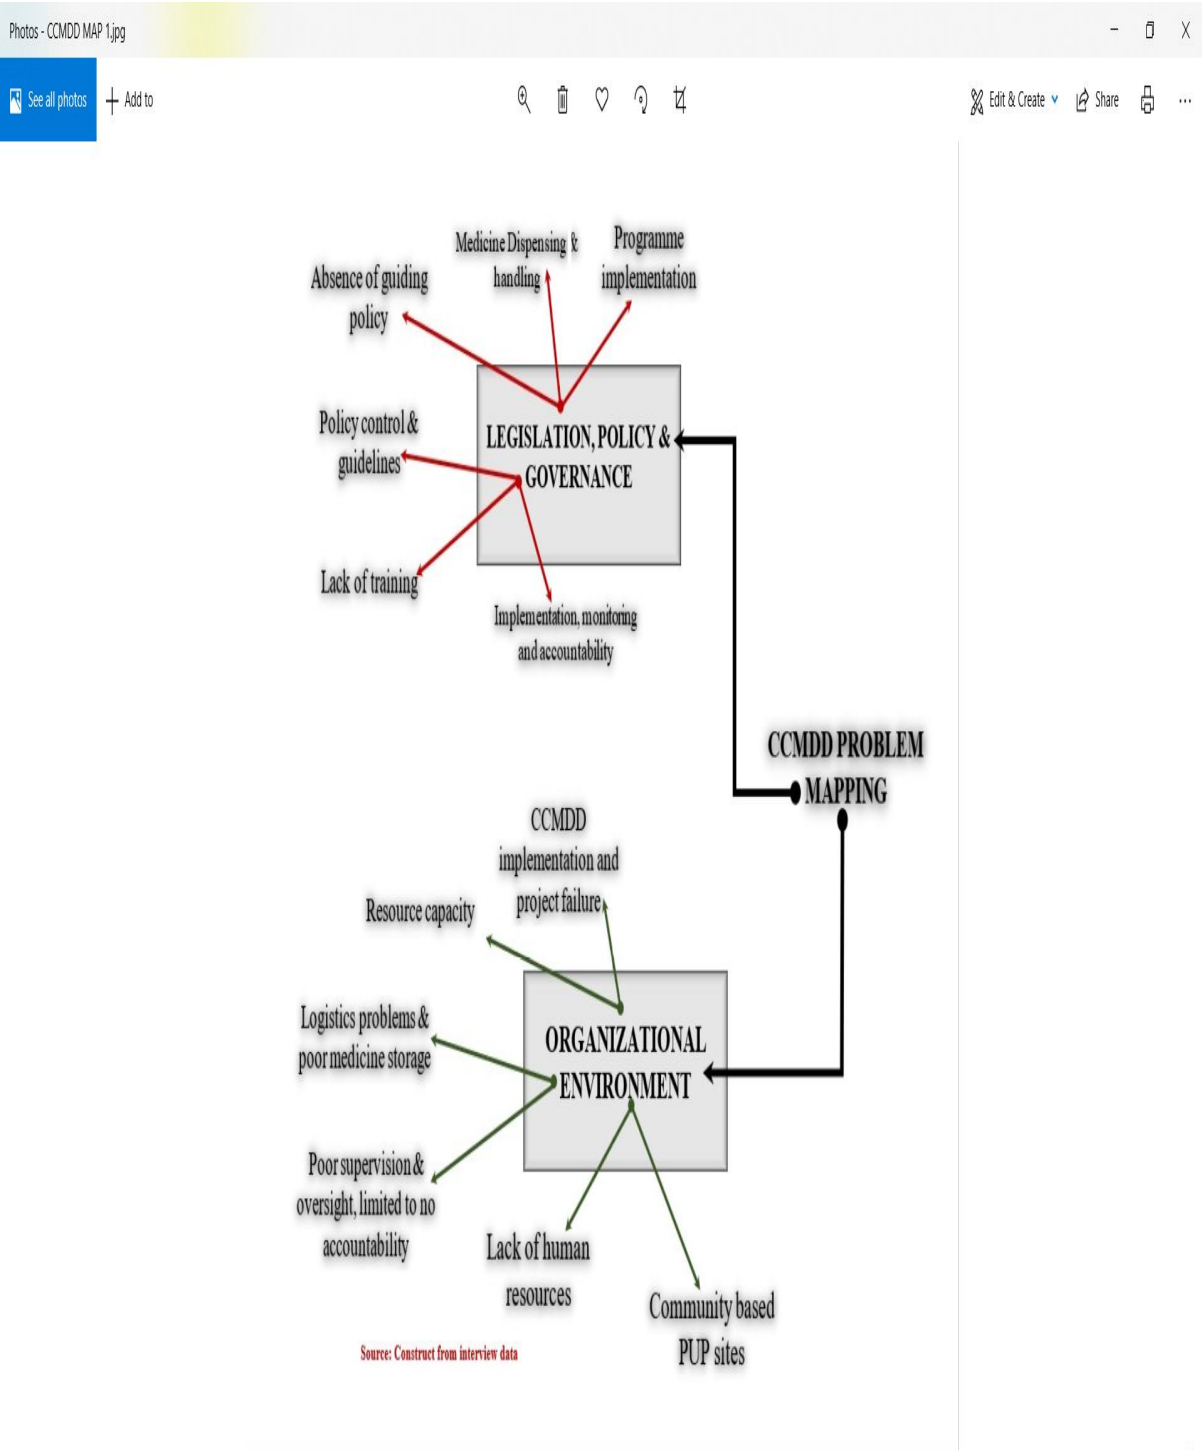 Photos - CCMDD MAP 1.jpg
See all photos
Add to
Edit & Create
Share
Medicine Dispensing &
handling
Programme
implementation
Absence of guiding
policy
Policy control &
guidelines
LEGISLATION, POLICY &
GOVERNANCE
Lack of training
Implementation, monitoring
and accountability
CCMDD PROBLEM
MAPPING
CCMDD
implementation and
project failure
Resource capacity
Logistics problems &
poor medicine storage
ORGANIZATIONAL
ENVIRONMENT
Poor supervision &
oversight, limited to no
accountability
Lack of human
resources
Community based
PUP sites
Source: Construct from interview data